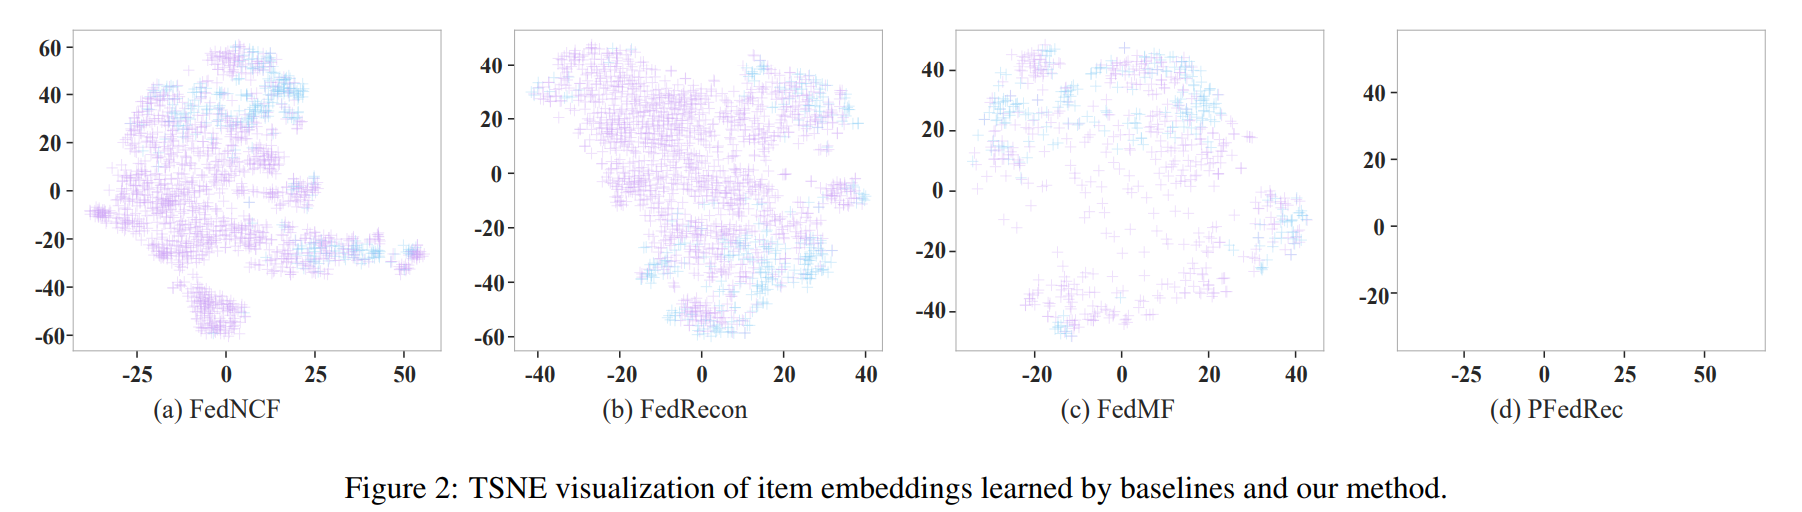 60
40
20
0
-20
-40
-60
-25 0 25 50
(a) FedNCF
40
20
0
-20
-40
-60
-40 -20 0 20 40
(b) FedRecon
40
20
0
-20
-40
-20 0 20 40
(c) FedMF
40
20
0
-20
-25 0 25 50
(d) PFedRec
Figure 2: TSNE visualization of item embeddings learned by baselines and our method.